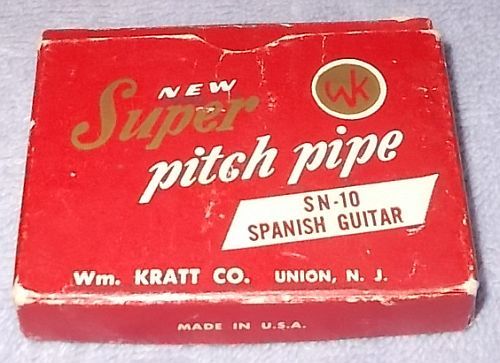 NEW
Super
WK
pitch pipe
SN-10
SPANISH GUITAR
Wm. KRATT CO. UNION, N. J.
MADE IN U.S.A.